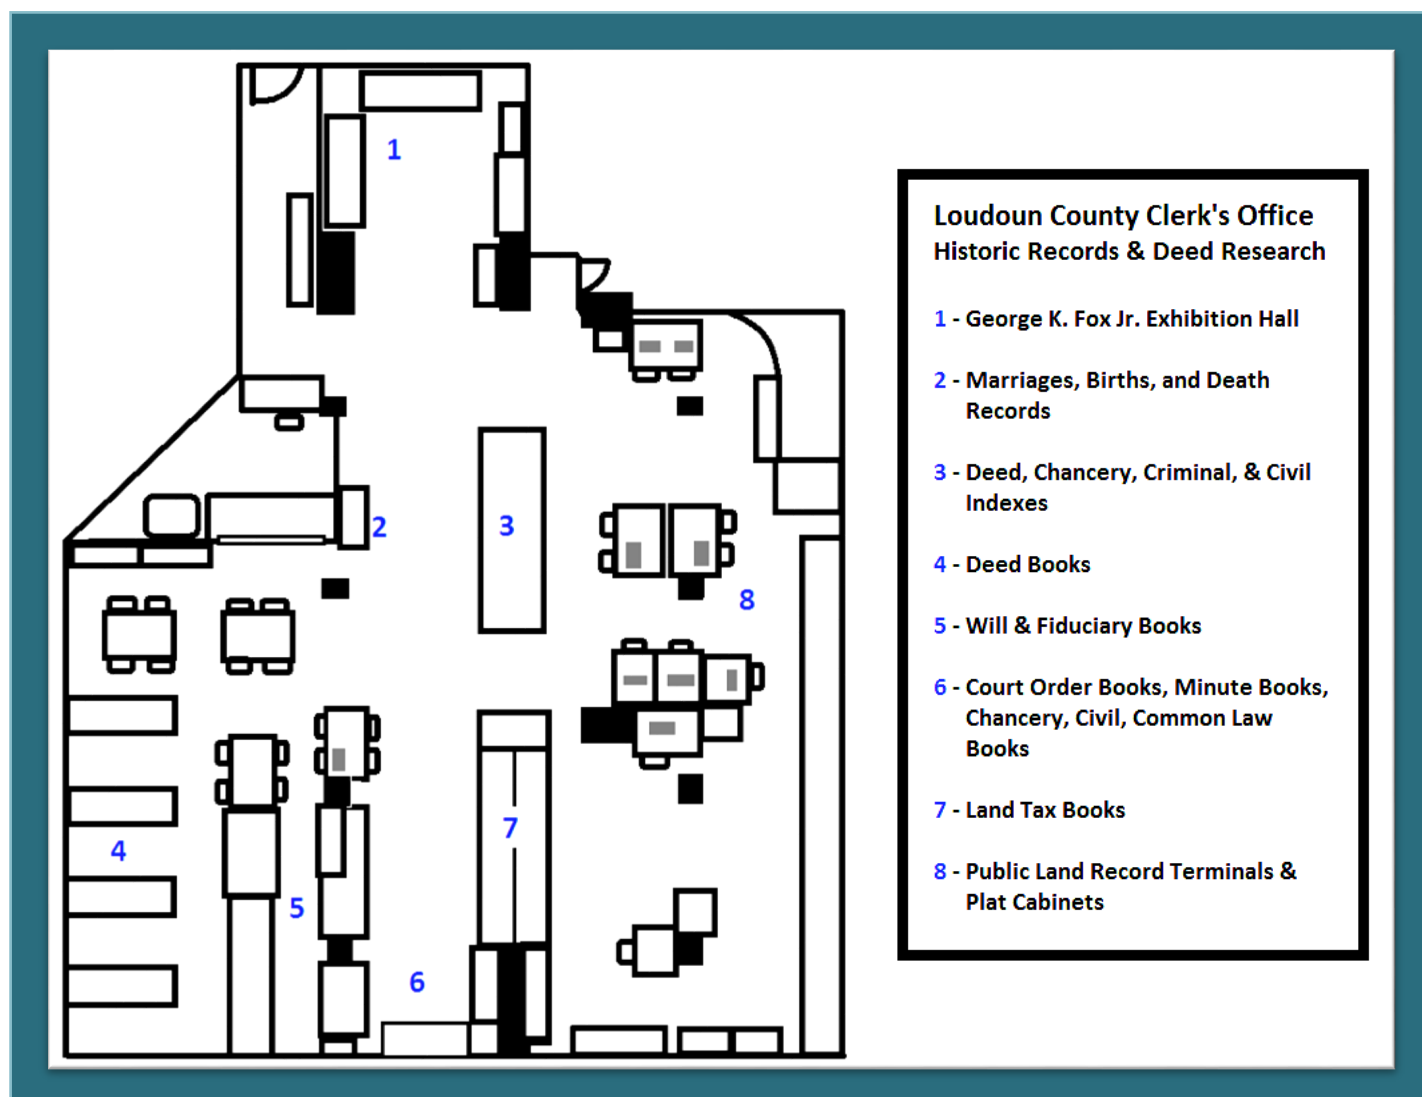 1
2
3
8
7
4
5
6
Loudoun County Clerk's Office
Historic Records & Deed Research
1 - George K. Fox Jr. Exhibition Hall
2 - Marriages, Births, and Death
Records
3 - Deed, Chancery, Criminal, & Civil
Indexes
4 - Deed Books
5 - Will & Fiduciary Books
6 - Court Order Books, Minute Books,
Chancery, Civil, Common Law
Books
7 - Land Tax Books
8 - Public Land Record Terminals &
Plat Cabinets